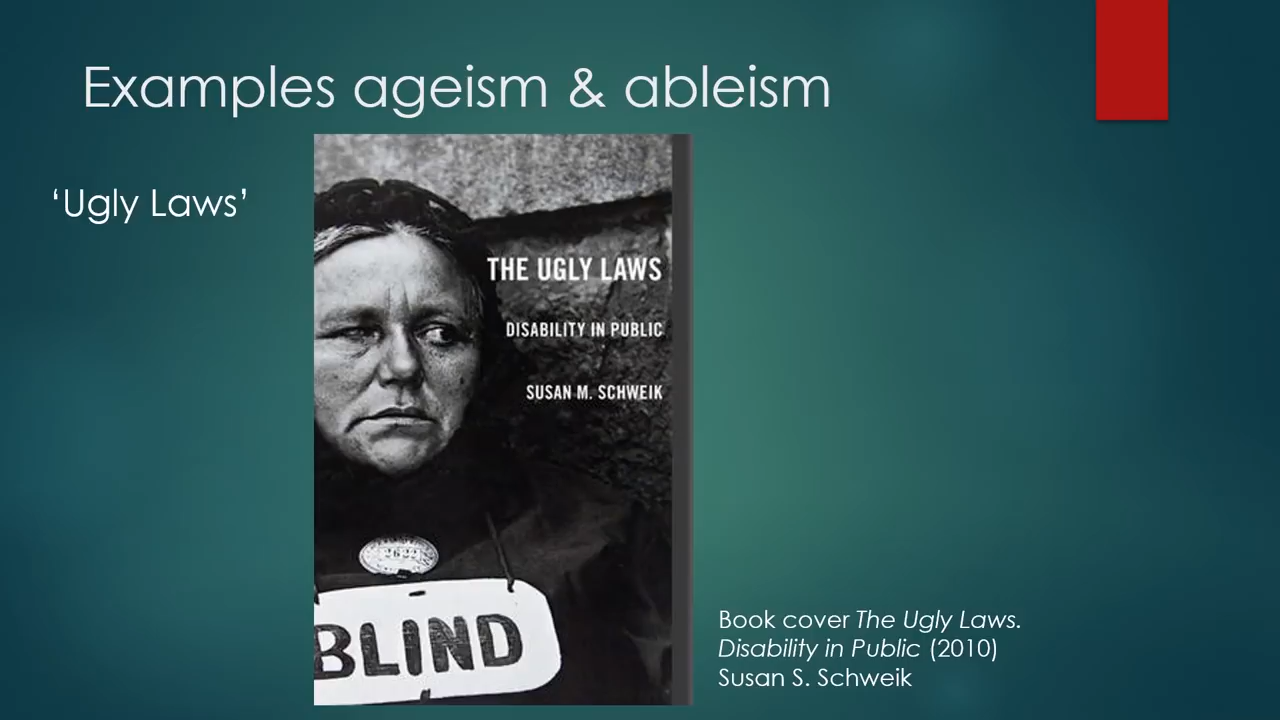 Examples ageism & ableism
‘Ugly Laws’
THE UGLY LAWS
DISABILITY IN PUBLIC
SUSAN M. SCHWEIK
2622
BLIND
Book cover The Ugly Laws.
Disability in Public (2010)
Susan S. Schweik